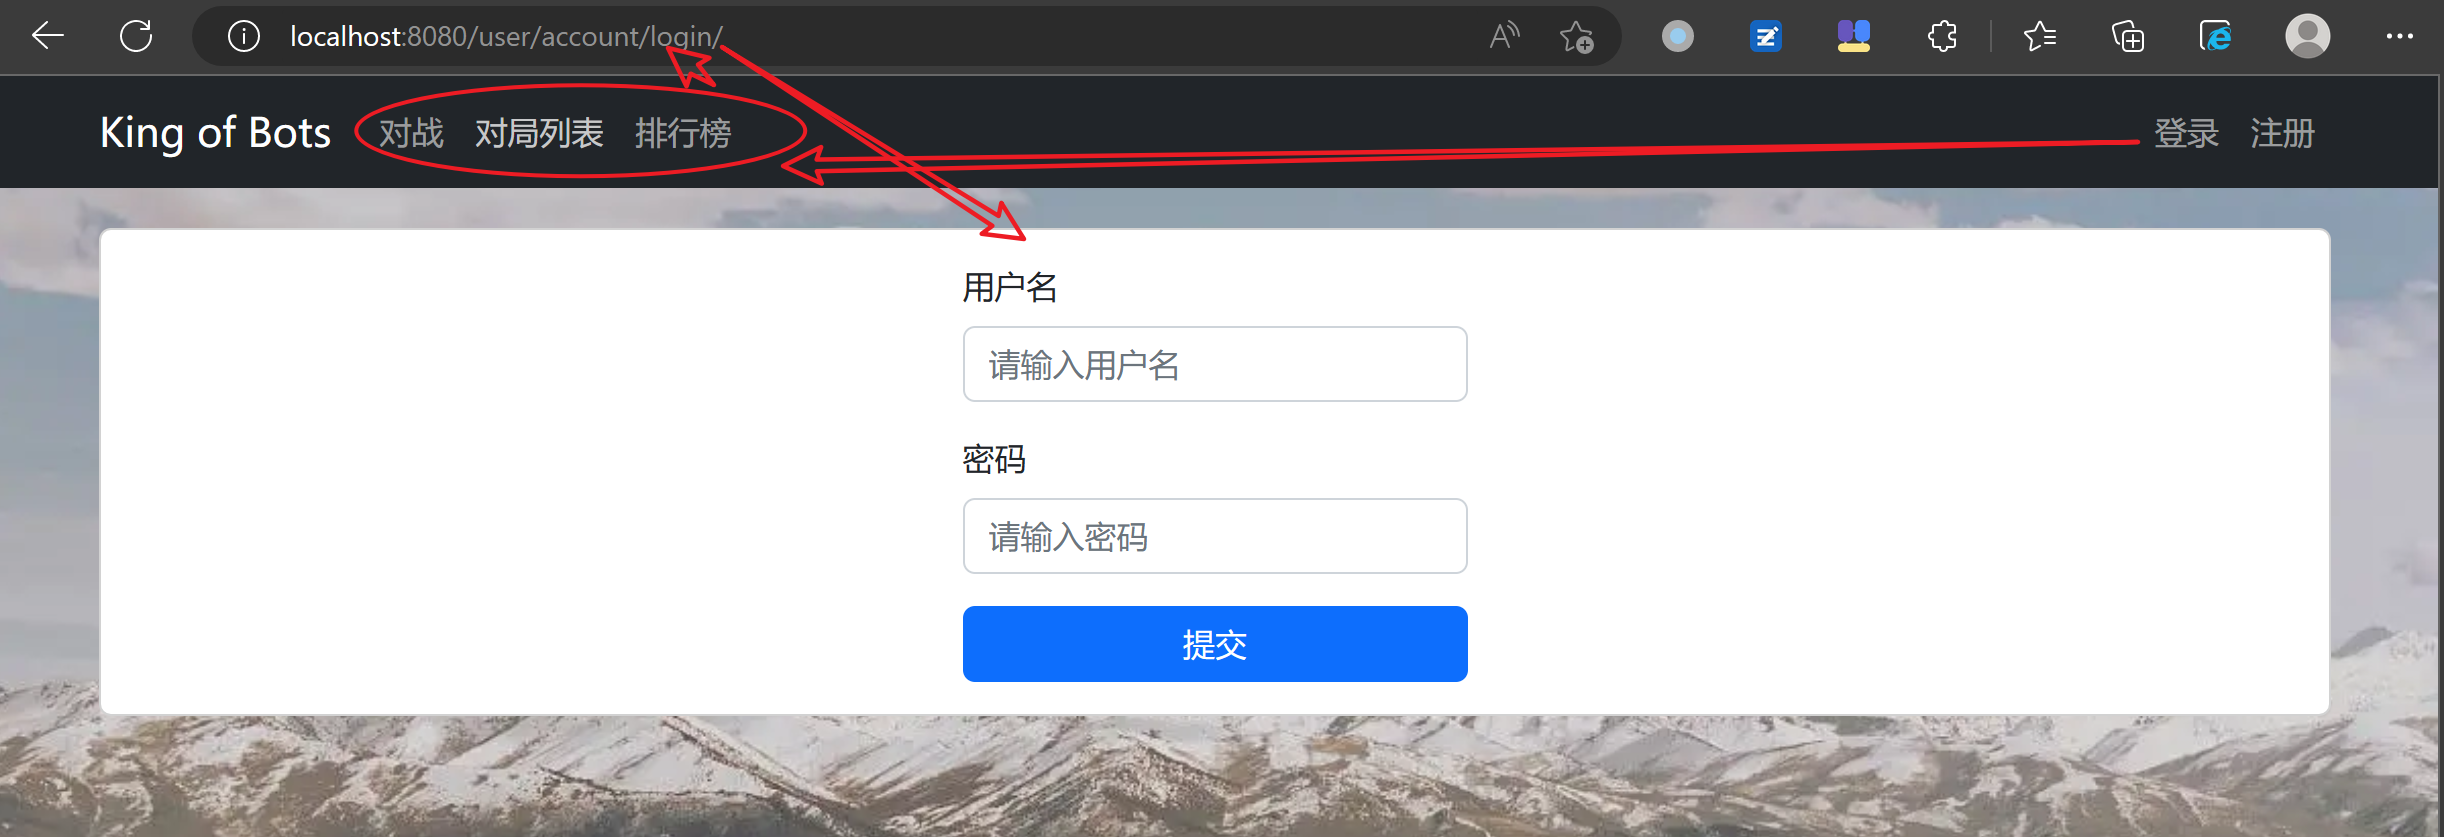 localhost:8080/user/account/login/
King of Bots 对战 对局列表 排行榜 登录 注册
用户名
请输入用户名
密码
请输入密码
提交